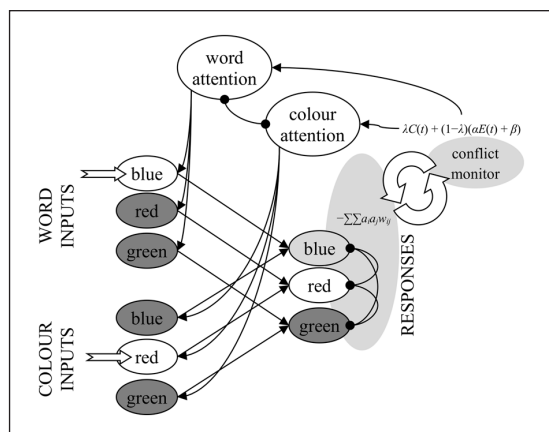 word
attention
colour
attention
λC(t) + (1−λ)(αE(t) + β)
conflict
monitor
WORD
INPUTS
blue
red
green
−∑∑aᵢaⱼwᵢⱼ
blue
red
green
RESPONSES
COLOUR
INPUTS
blue
red
green